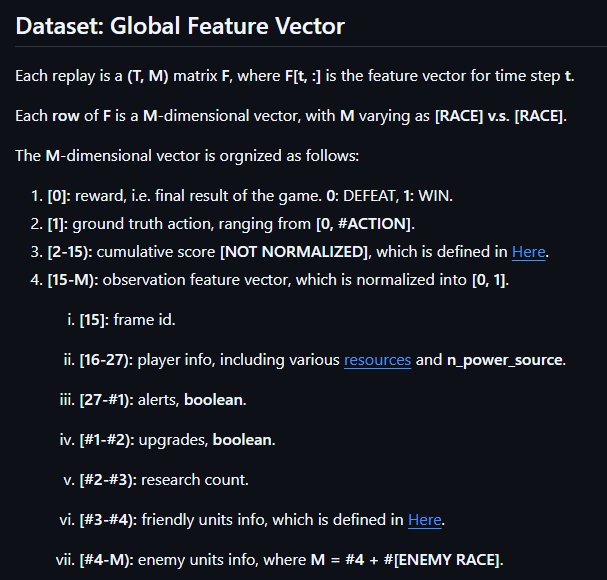 Dataset: Global Feature Vector
Each replay is a (T, M) matrix F, where F[t, :] is the feature vector for time step t.
Each row of F is a M-dimensional vector, with M varying as [RACE] v.s. [RACE].
The M-dimensional vector is orgnized as follows:
1. [0]: reward, i.e. final result of the game. 0: DEFEAT, 1: WIN.
2. [1]: ground truth action, ranging from [0, #ACTION].
3. [2-15): cumulative score [NOT NORMALIZED], which is defined in Here.
4. [15-M): observation feature vector, which is normalized into [0, 1].
i. [15]: frame id.
ii. [16-27): player info, including various resources and n_power_source.
iii. [27-#1): alerts, boolean.
iv. [#1-#2): upgrades, boolean.
v. [#2-#3): research count.
vi. [#3-#4): friendly units info, which is defined in Here.
vii. [#4-M): enemy units info, where M = #4 + #[ENEMY RACE].